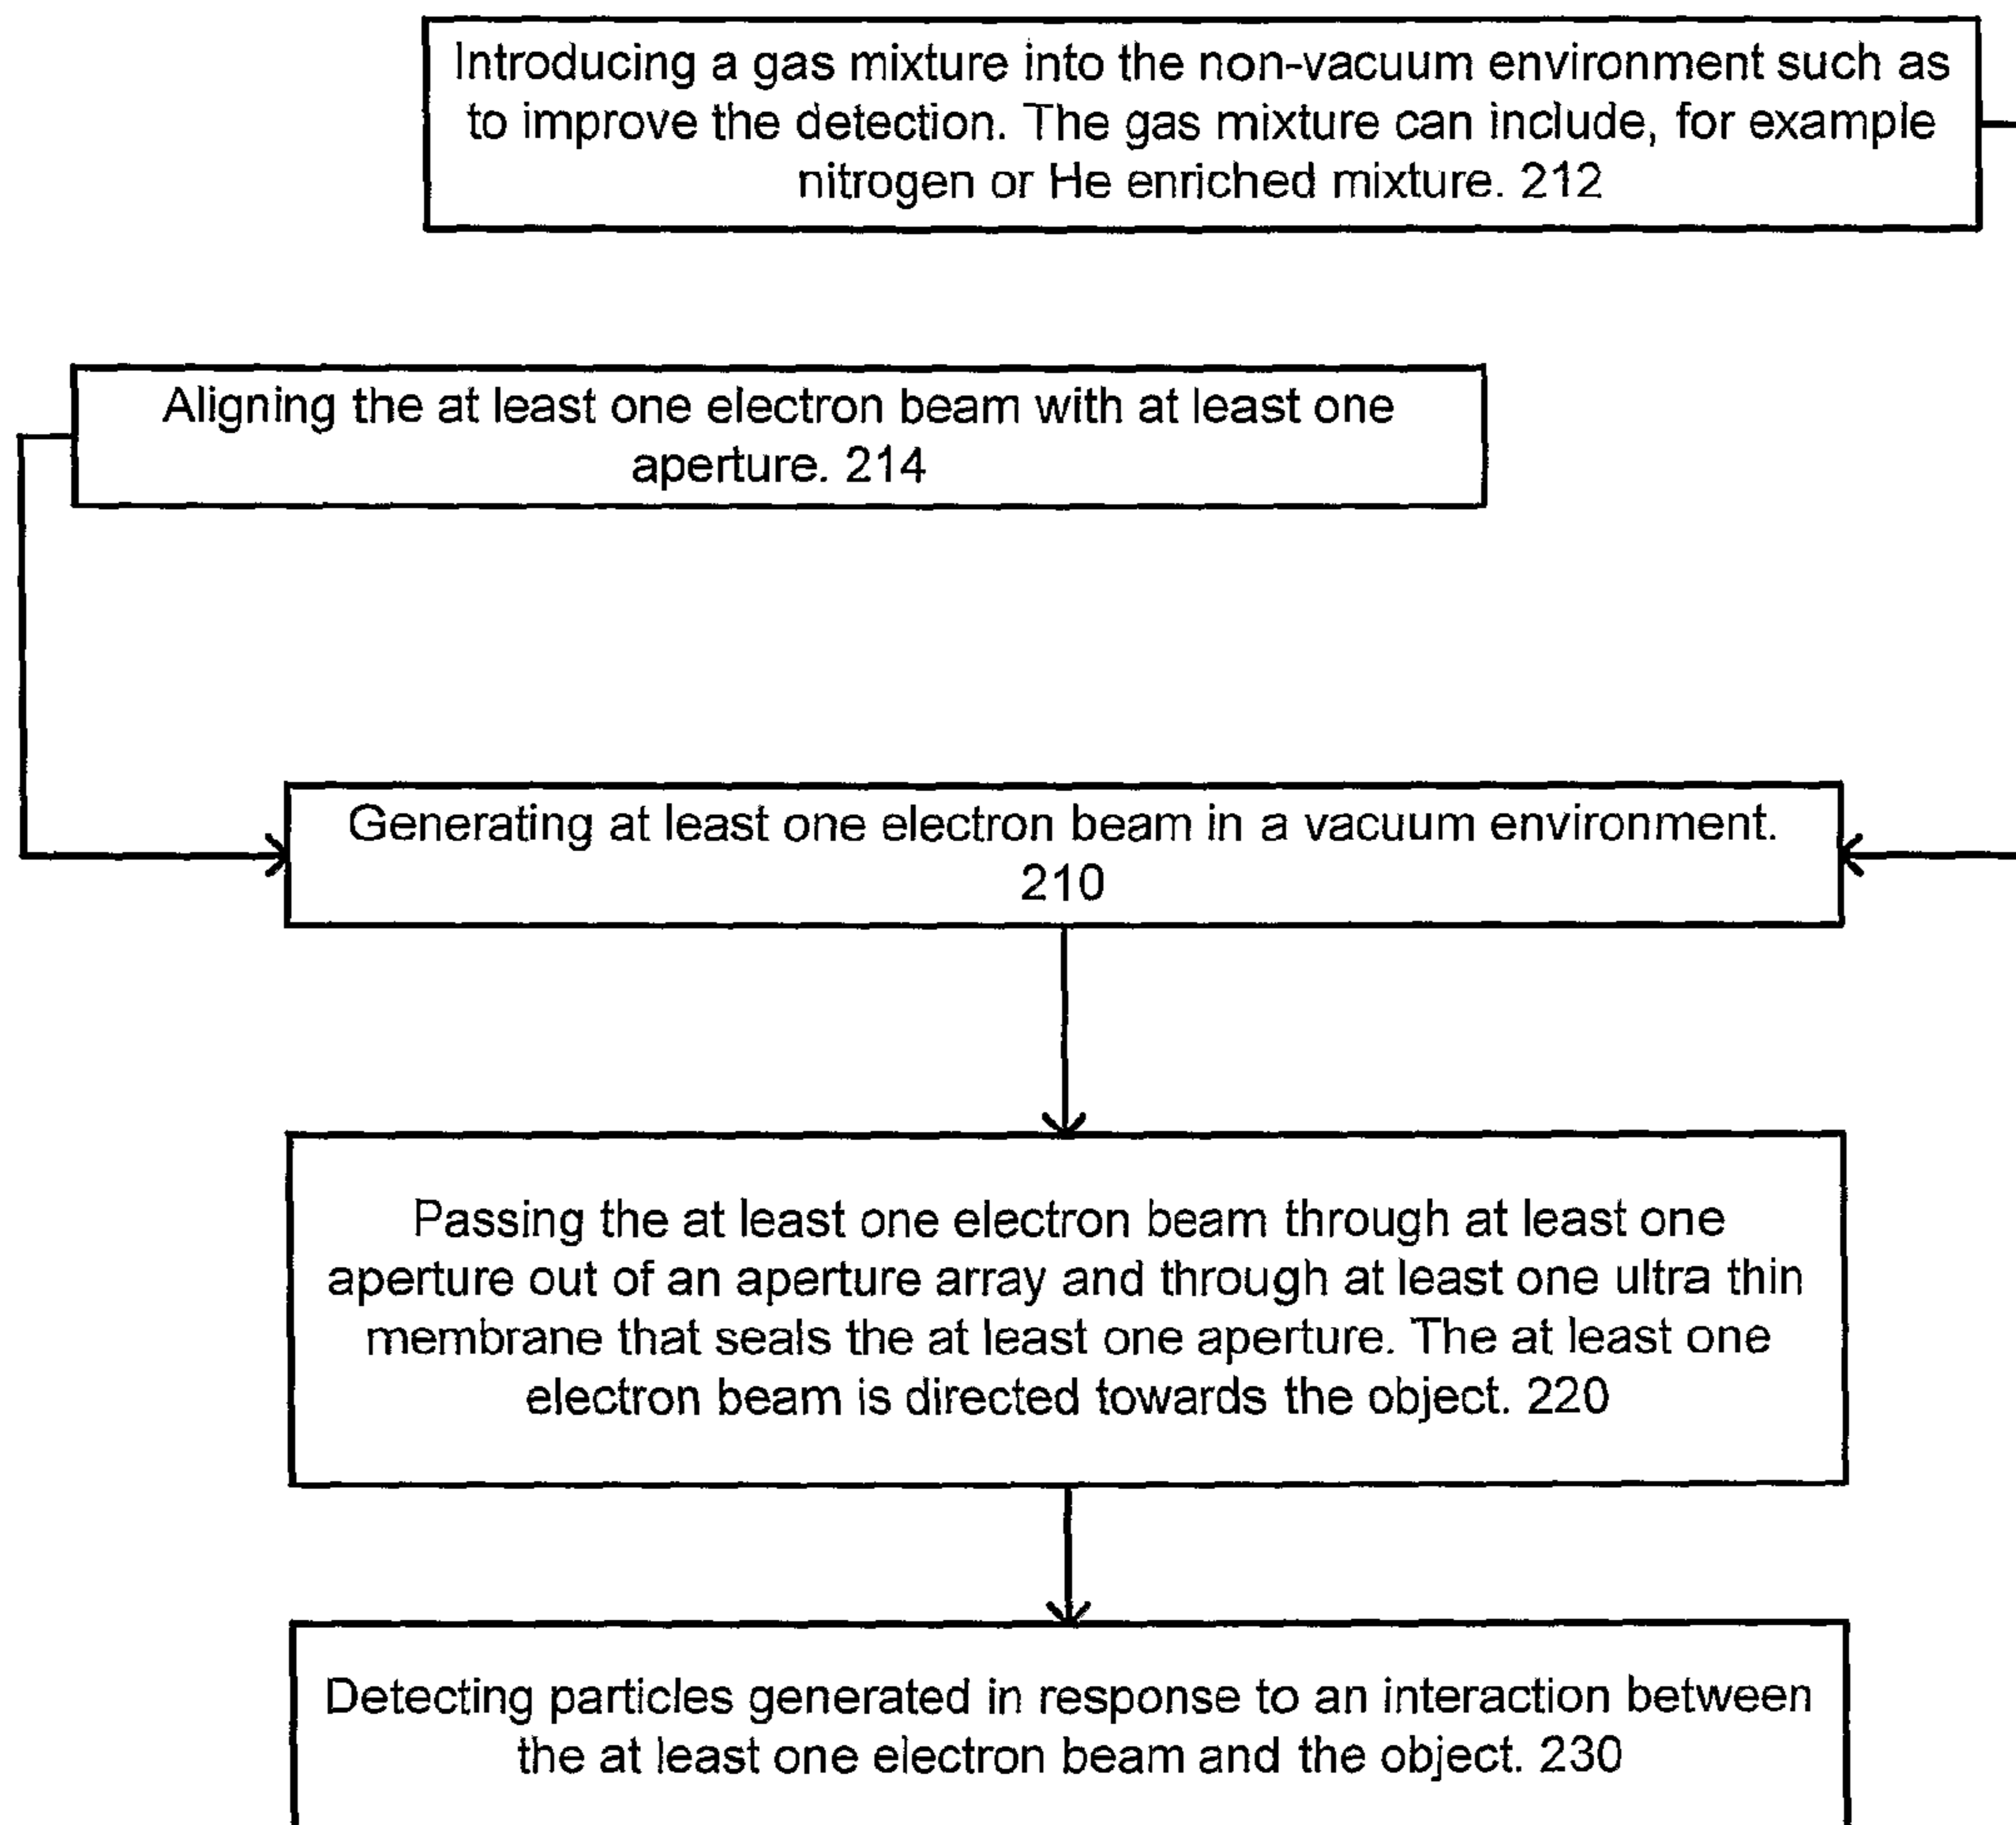 Introducing a gas mixture into the non-vacuum environment such as
to improve the detection. The gas mixture can include, for example
nitrogen or He enriched mixture. 212
Aligning the at least one electron beam with at least one
aperture. 214
Generating at least one electron beam in a vacuum environment.
210
Passing the at least one electron beam through at least one
aperture out of an aperture array and through at least one ultra thin
membrane that seals the at least one aperture. The at least one
electron beam is directed towards the object. 220
Detecting particles generated in response to an interaction between
the at least one electron beam and the object. 230